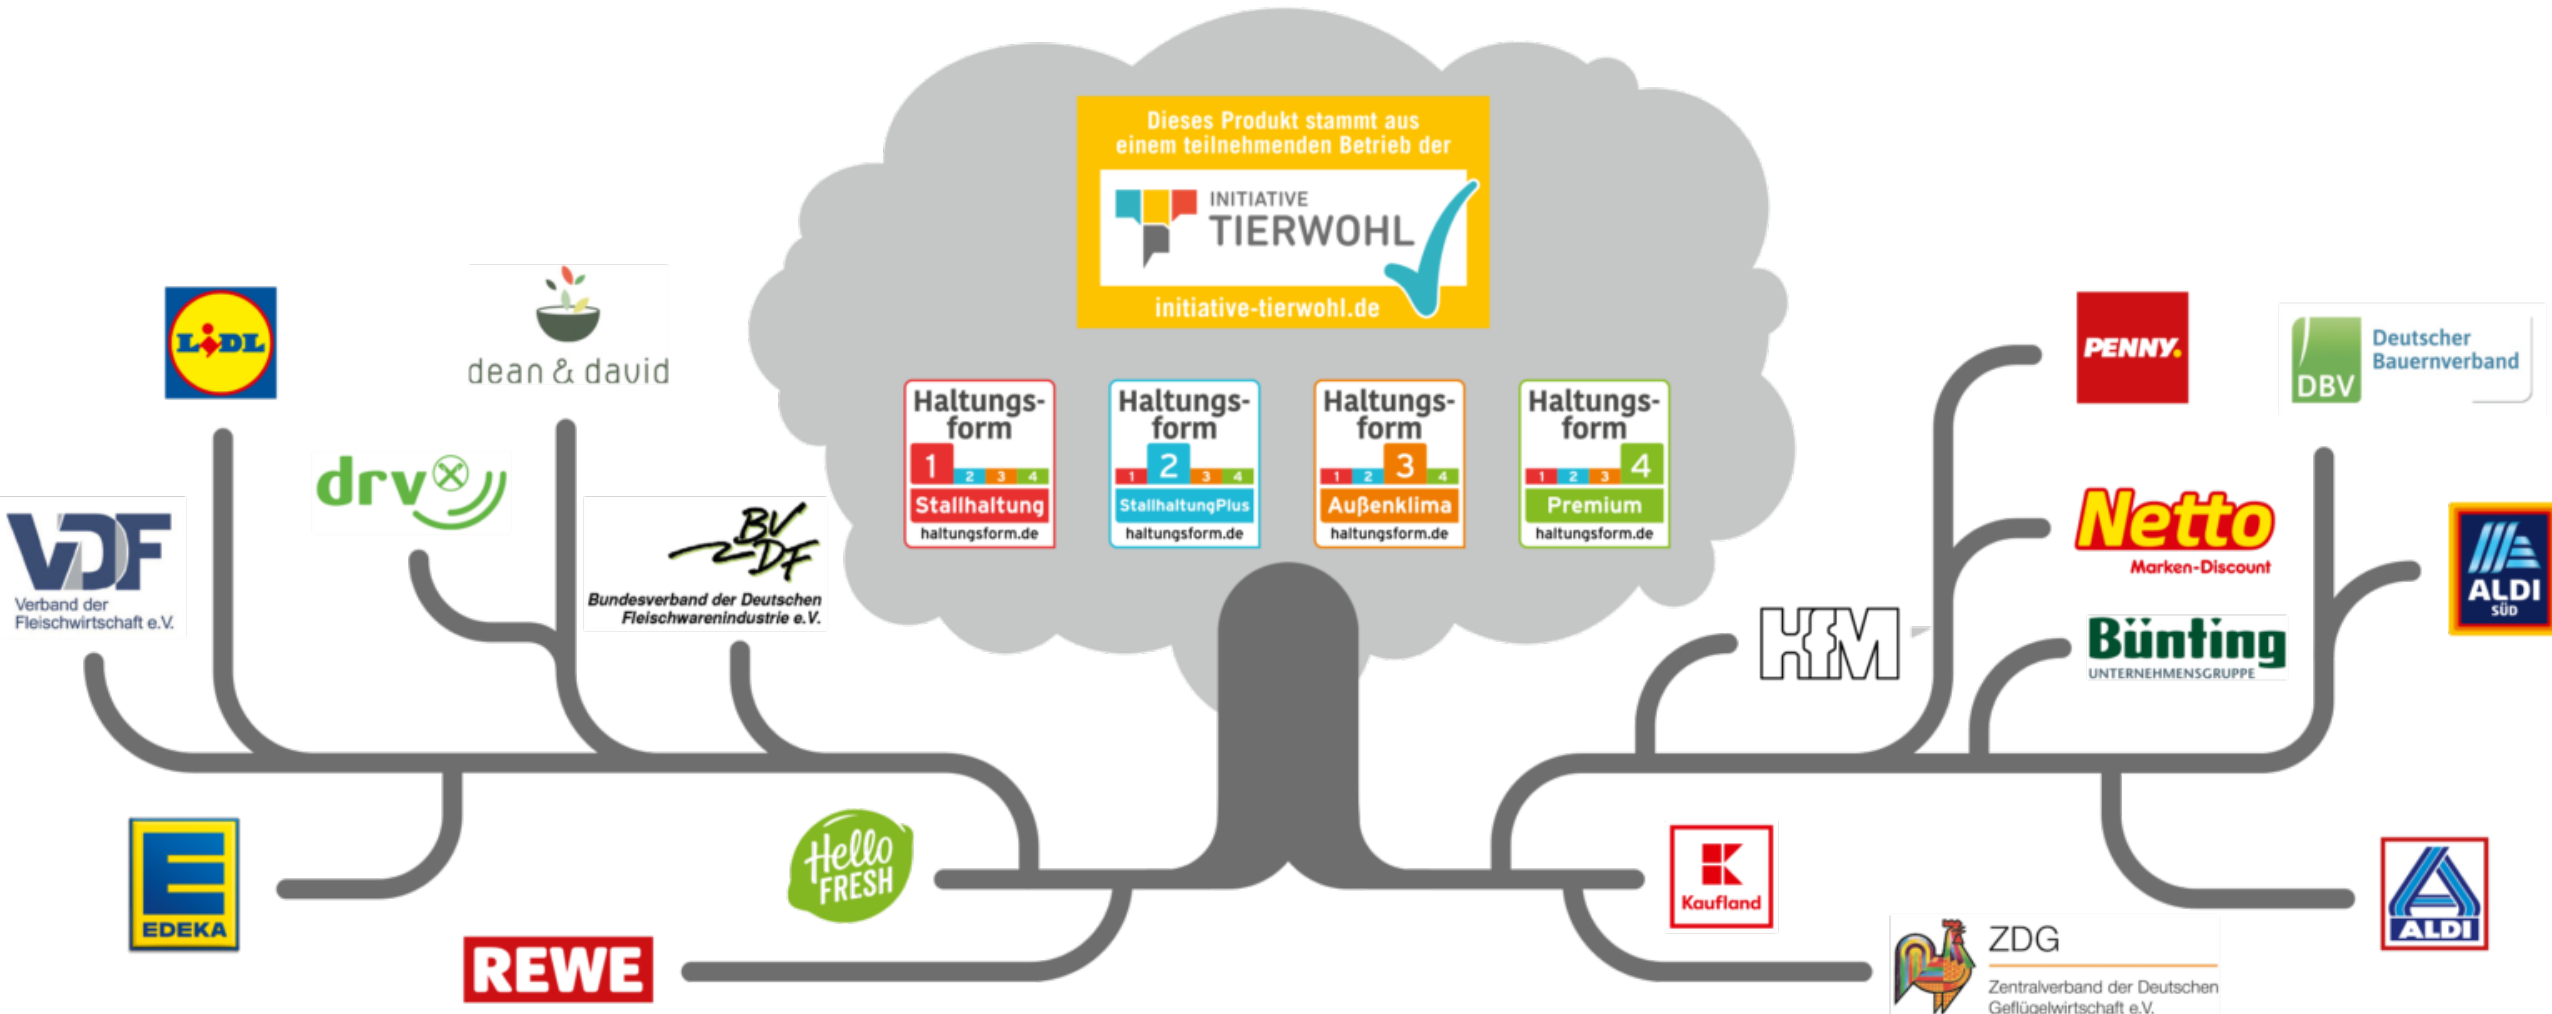 Dieses Produkt stammt aus
einem teilnehmenden Betrieb der
INITIATIVE
TIERWOHL
initiative-tierwohl.de
Haltungs-
form
1
2 3 4
Stallhaltung
haltungsform.de
Haltungs-
form
1 2 3 4
StallhaltungPlus
haltungsform.de
Haltungs-
form
1 2 3 4
Außenklima
haltungsform.de
Haltungs-
form
1 2 3 4
Premium
haltungsform.de
LIDL
dean & david
drv
VDF
Verband der
Fleischwirtschaft e.V.
BV
DF
Bundesverband der Deutschen
Fleischwarenindustrie e.V.
EDEKA
Hello
FRESH
REWE
PENNY.
DBV
Deutscher
Bauernverband
Netto
Marken-Discount
ALDI
SÜD
HfM
Bünting
UNTERNEHMENSGRUPPE
K
Kaufland
ALDI
ZDG
Zentralverband der Deutschen
Geflügelwirtschaft e.V.